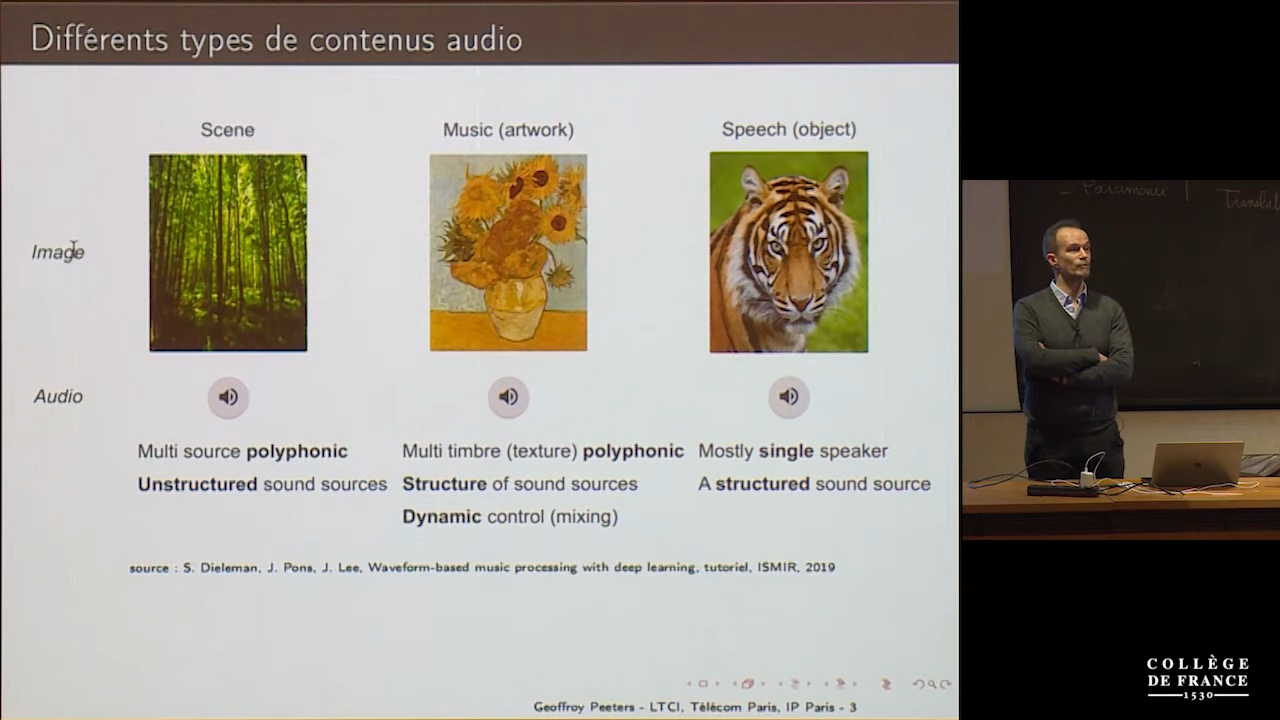 Différents types de contenus audio
Scene
Music (artwork)
Speech (object)
Image
Audio
Multi source polyphonic
Unstructured sound sources
Multi timbre (texture) polyphonic
Structure of sound sources
Dynamic control (mixing)
Mostly single speaker
A structured sound source
source : S. Dieleman, J. Pons, J. Lee, Waveform-based music processing with deep learning, tutoriel, ISMIR, 2019
Geoffroy Peeters - LTCI, Télécom Paris, IP Paris - 3
- Parcimonie
COLLÈGE
DE FRANCE
1530